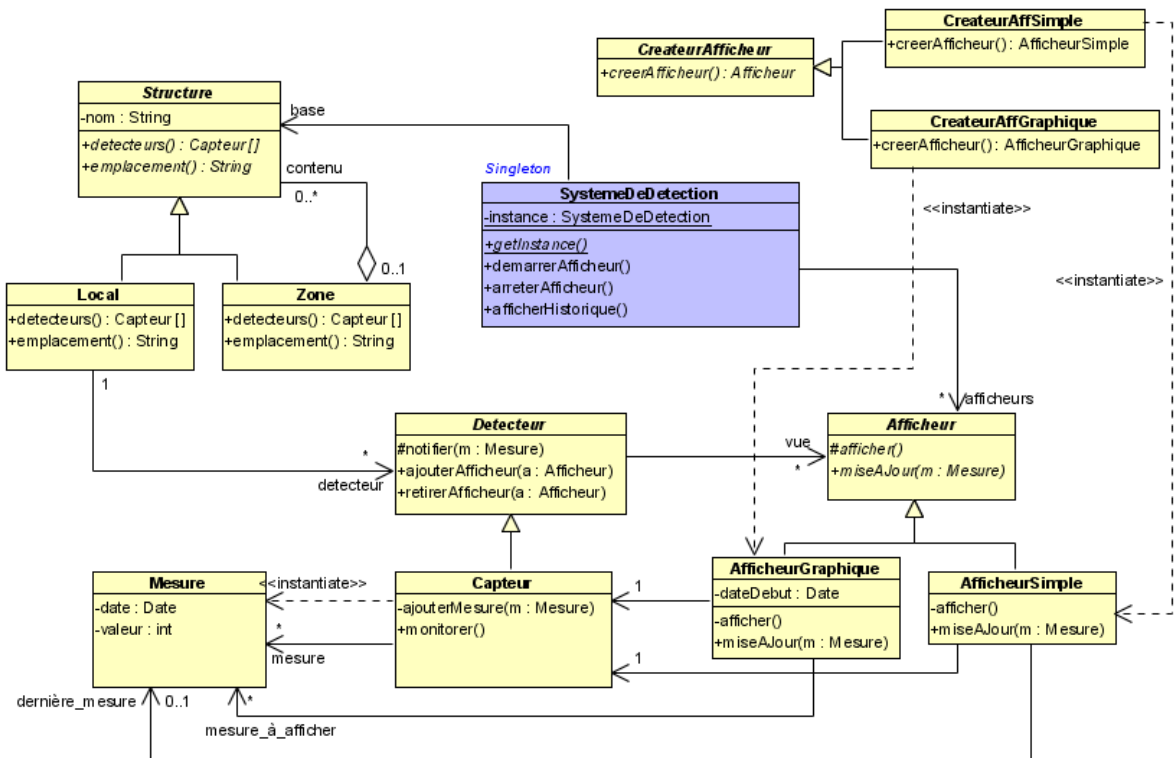 CreateurAfficheur
+creerAfficheur() : Afficheur
CreateurAffSimple
+creerAfficheur() : AfficheurSimple
CreateurAffGraphique
+creerAfficheur() : AfficheurGraphique
<<instantiate>>
<<instantiate>>
Structure
-nom : String
+detecteurs() : Capteur[]
+emplacement() : String
base
contenu
0..*
0..1
Singleton
SystemeDeDetection
-instance : SystemeDeDetection
+getInstance()
+demarrerAfficheur()
+arreterAfficheur()
+afficherHistorique()
Local
+detecteurs() : Capteur[]
+emplacement() : String
Zone
+detecteurs() : Capteur[]
+emplacement() : String
1
*
detecteur
* afficheurs
Detecteur
#notifier(m : Mesure)
+ajouterAfficheur(a : Afficheur)
+retirerAfficheur(a : Afficheur)
vue
*
Afficheur
#afficher()
+miseAJour(m : Mesure)
Mesure
-date : Date
-valeur : int
<<instantiate>>
*
mesure
Capteur
-ajouterMesure(m : Mesure)
+monitorer()
1
1
AfficheurGraphique
-dateDebut : Date
-afficher()
+miseAJour(m : Mesure)
AfficheurSimple
-afficher()
+miseAJour(m : Mesure)
dernière_mesure
0..1
*
mesure_à_afficher